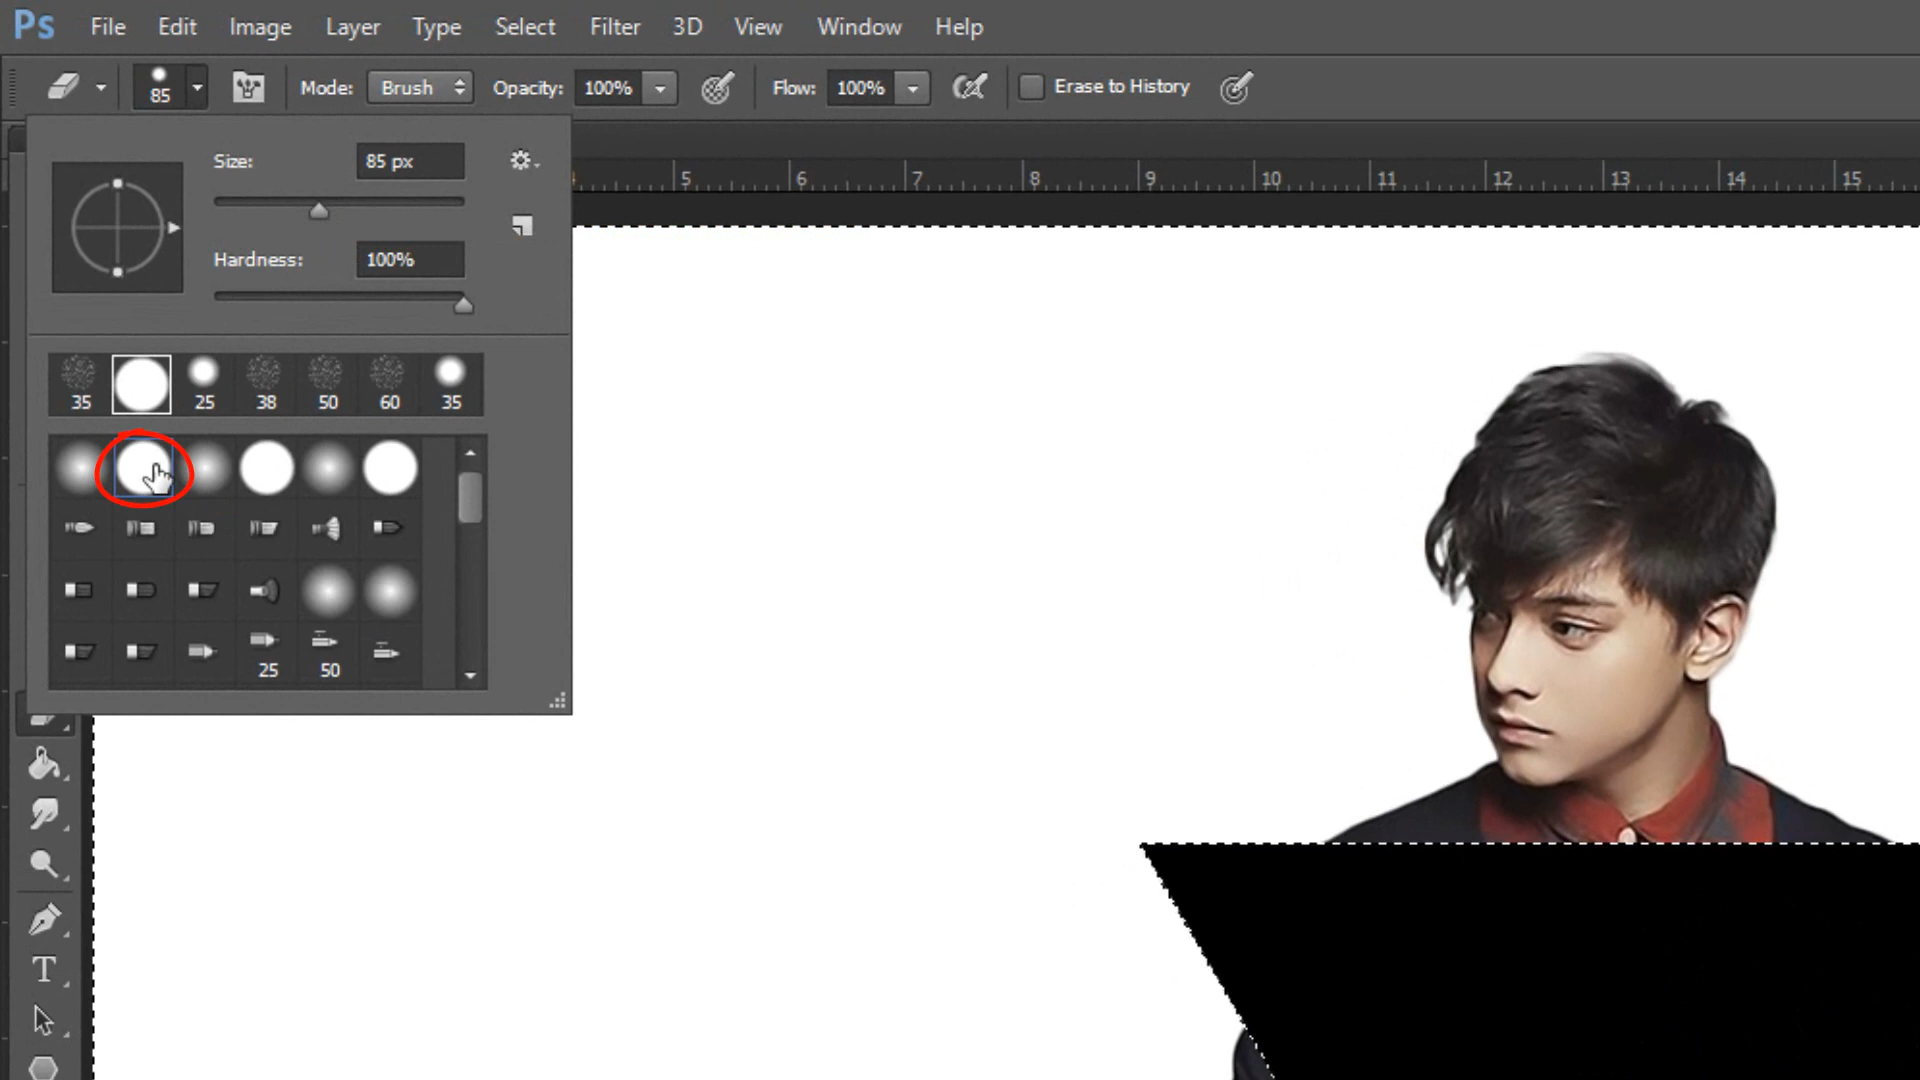 Ps File Edit Image Layer Type Select Filter 3D View Window Help
85 Mode: Brush Opacity: 100% Flow: 100% Erase to History
Size: 85 px
5 6 7 8 9 10 11 12 13 14 15
Hardness: 100%
35 25 38 50 60 35
25 50
T